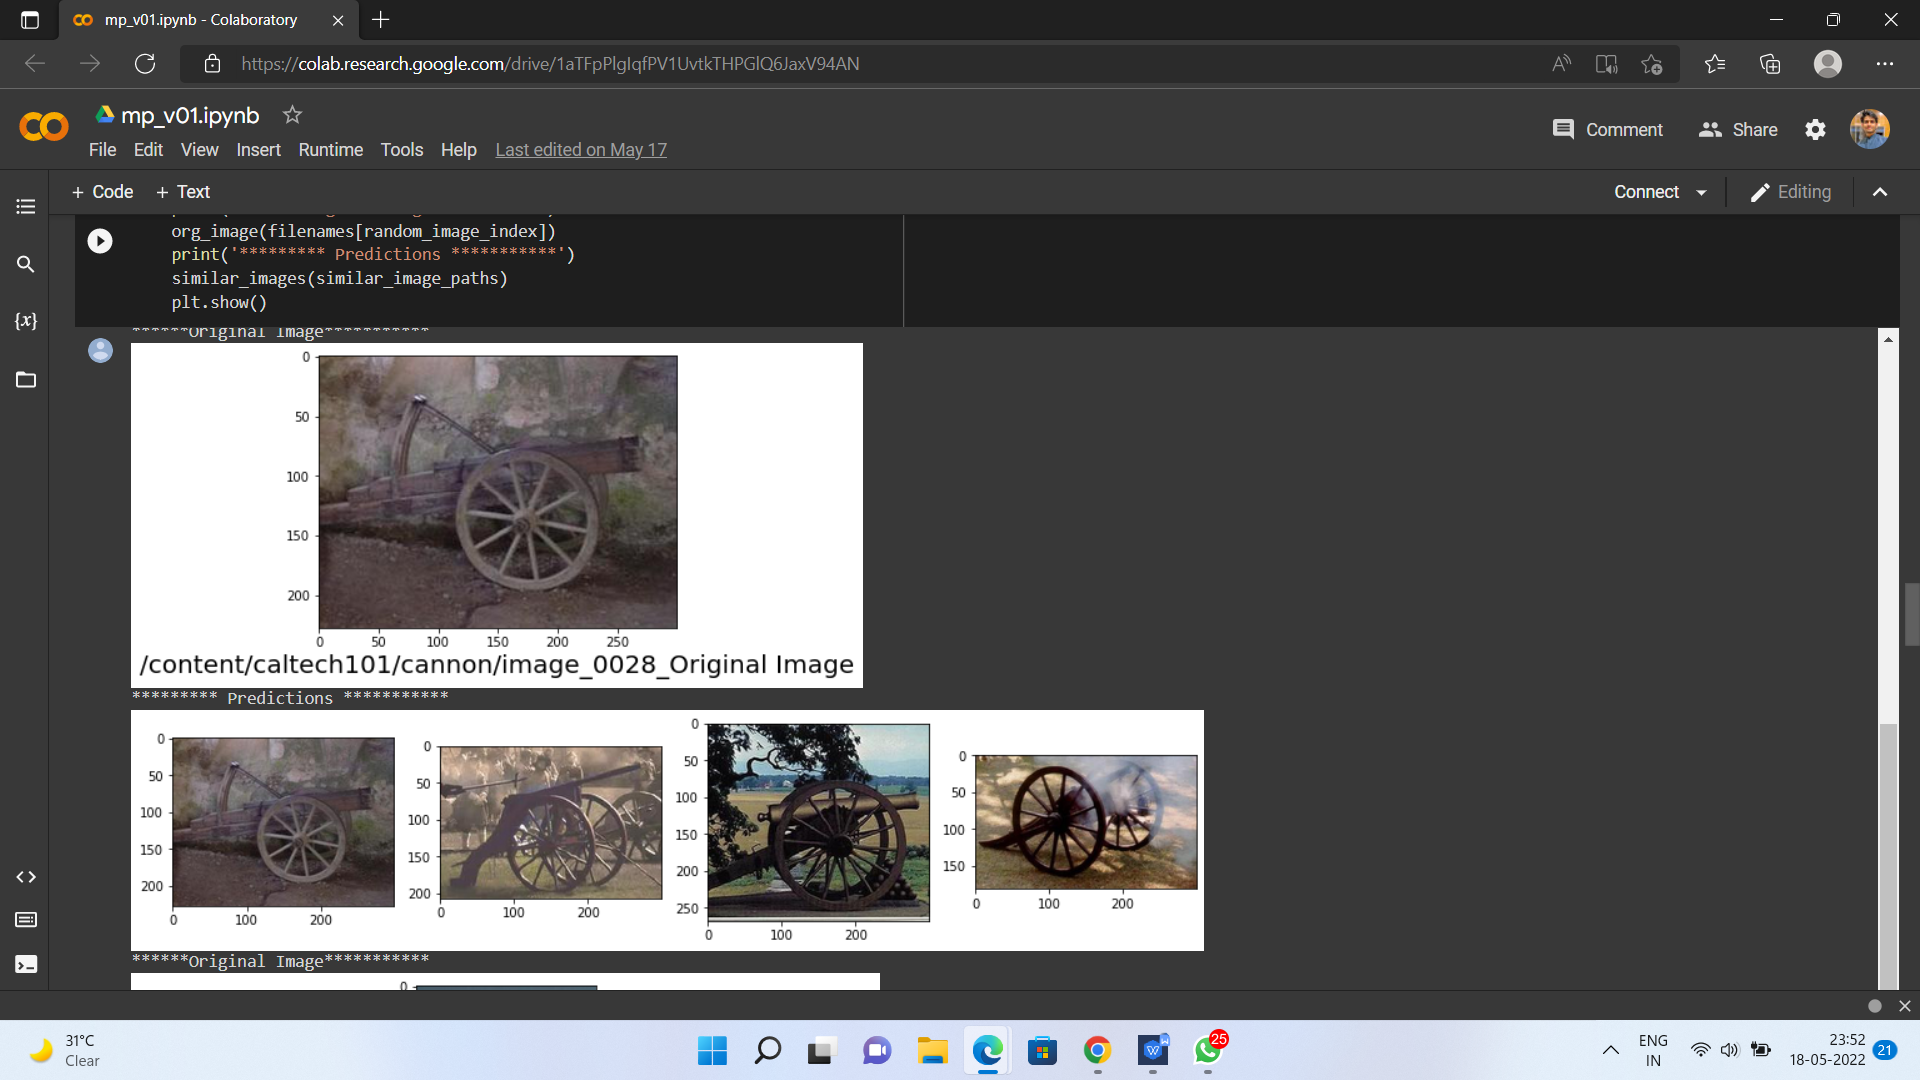 mp_v01.ipynb - Colaboratory
https://colab.research.google.com/drive/1aTFpPlglqfPV1UvtkTHPGlQ6JaxV94AN
mp_v01.ipynb
Comment
Share
File Edit View Insert Runtime Tools Help Last edited on May 17
+ Code + Text
Connect
Editing
org_image(filenames[random_image_index])
print('********* Predictions ***********')
similar_images(similar_image_paths)
plt.show()
{x}
******Original Image***********
0
50
100
150
200
0 50 100 150 200 250
/content/caltech101/cannon/image_0028_Original Image
********* Predictions ***********
0
50
100
150
200
0 100 200
0
50
100
150
200
0 100 200
0
50
100
150
200
250
0 100 200
0
50
100
150
0 100 200
******Original Image***********
0
31°C
Clear
25
ENG
IN
23:52
18-05-2022
21